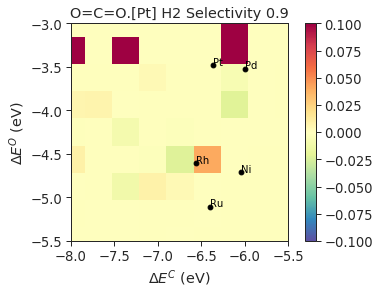 O=C=O.[Pt] H2 Selectivity 0.9
−3.0
−3.5
−4.0
−4.5
−5.0
−5.5
ΔE^O (eV)
Pt
Pd
Rh
Ni
Ru
−8.0 −7.5 −7.0 −6.5 −6.0 −5.5
ΔE^C (eV)
0.100
0.075
0.050
0.025
0.000
−0.025
−0.050
−0.075
−0.100